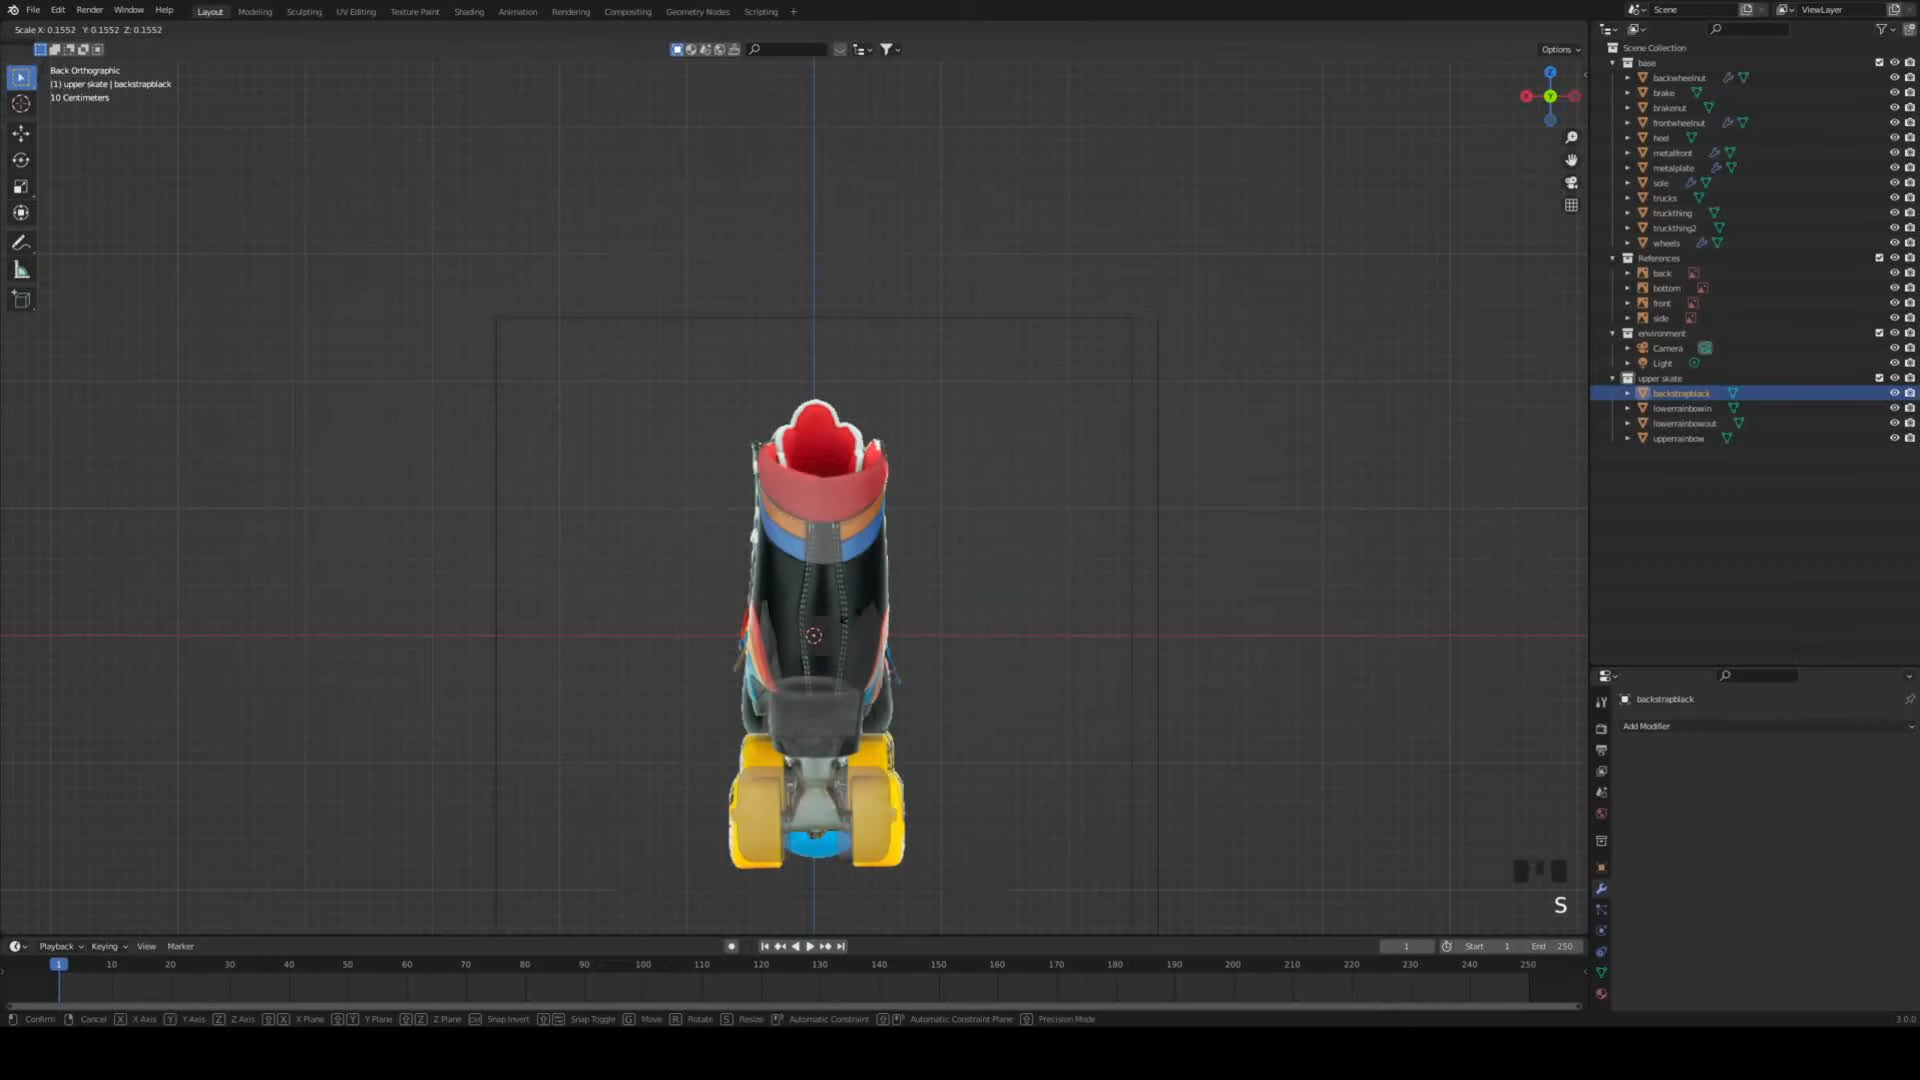 File Edit Render Window Help Layout Modeling Sculpting UV Editing Texture Paint Shading Animation Rendering Compositing Geometry Nodes Scripting +
Scene ViewLayer
Scale X: 0.1552 Y: 0.1552 Z: 0.1552
Options
Back Orthographic
(1) upper skate | backstrapblack
10 Centimeters
Z
X
Y
Scene Collection
base
backwheelnut
brake
brakenut
frontwheelnut
heel
metalfront
metalplate
sole
trucks
truckthing
truckthing2
wheels
References
back
bottom
front
side
environment
Camera
Light
upper skate
backstrapblack
lowerrainbowin
lowerrainbowout
upperrainbow
backstrapblack
Add Modifier
S
Playback Keying View Marker
1 Start 1 End 250
1 10 20 30 40 50 60 70 80 90 100 110 120 130 140 150 160 170 180 190 200 210 220 230 240 250
Confirm Cancel X X Axis Y Y Axis Z Z Axis X X Plane Y Y Plane Z Z Plane Ctrl Snap Invert Snap Toggle G Move R Rotate S Resize Automatic Constraint Automatic Constraint Plane Precision Mode 3.0.0